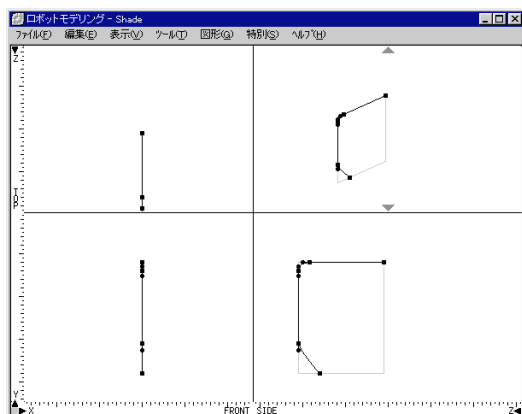 ロボットモデリング - Shade
ファイル(F) 編集(E) 表示(V) ツール(T) 図形(G) 特別(S) ヘルプ(H)
Z
TOP
Y
X FRONT SIDE Z